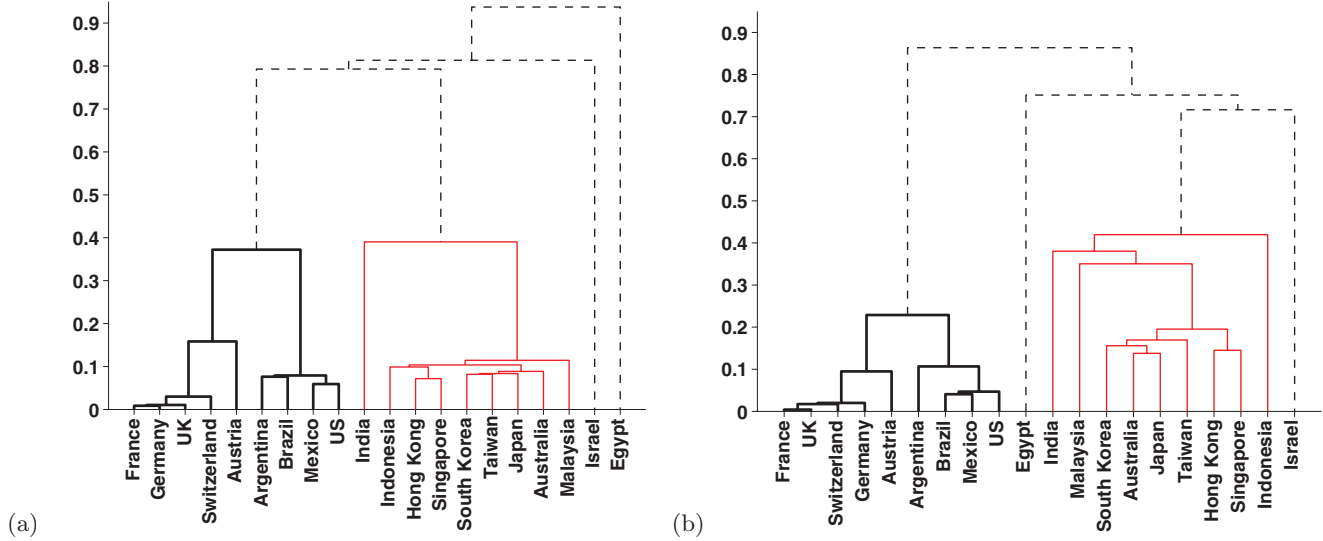 0.9
0.8
0.7
0.6
0.5
0.4
0.3
0.2
0.1
0
France
Germany
UK
Switzerland
Austria
Argentina
Brazil
Mexico
US
India
Indonesia
Hong Kong
Singapore
South Korea
Taiwan
Japan
Australia
Malaysia
Israel
Egypt
(a)
0.9
0.8
0.7
0.6
0.5
0.4
0.3
0.2
0.1
0
France
UK
Switzerland
Germany
Austria
Argentina
Brazil
Mexico
US
Egypt
India
Malaysia
South Korea
Australia
Japan
Taiwan
Hong Kong
Singapore
Indonesia
Israel
(b)